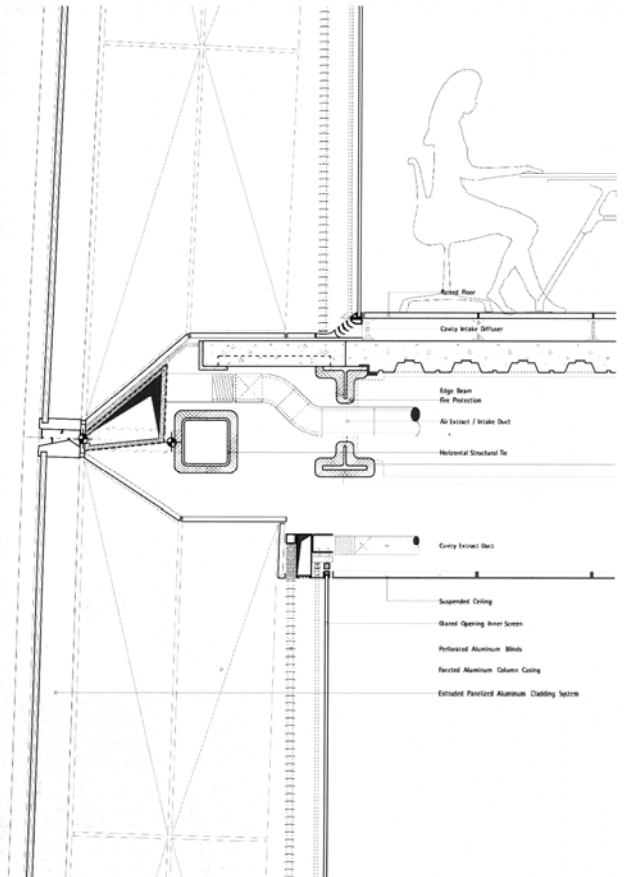 Raised Floor
Cavity Intake Diffuser
Edge Beam
Fire Protection
Air Extract / Intake Duct
Horizontal Structural Tie
Cavity Extract Duct
Suspended Ceiling
Glazed Opening Inner Screen
Perforated Aluminum Blinds
Faceted Aluminum Column Casing
Extruded Panelized Aluminum Cladding System